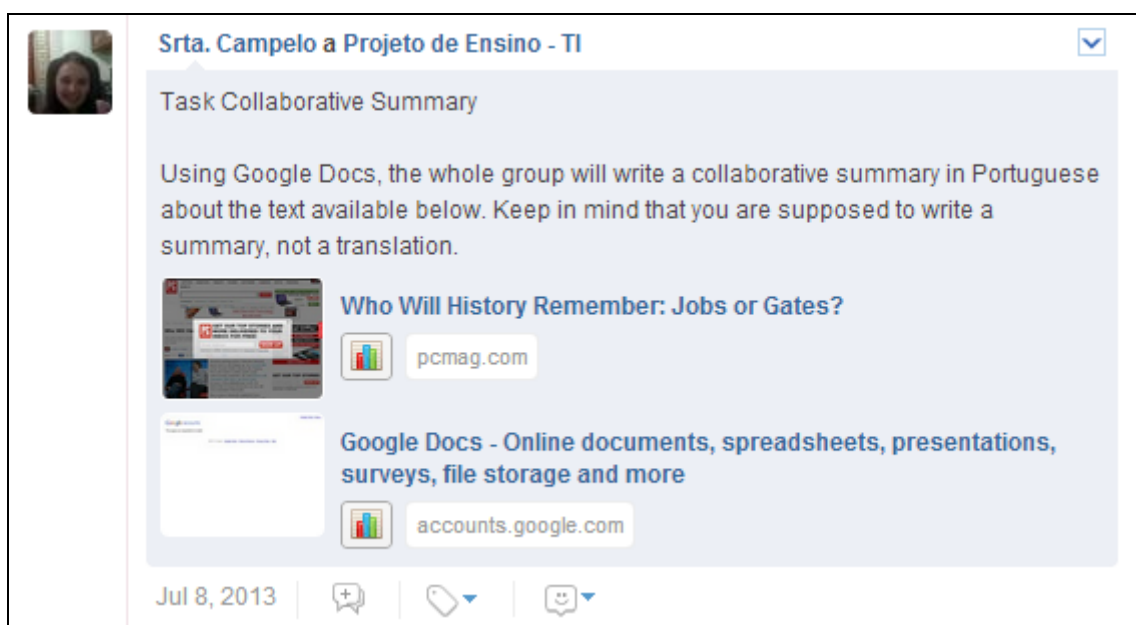 Srta. Campelo a Projeto de Ensino - TI
Task Collaborative Summary
Using Google Docs, the whole group will write a collaborative summary in Portuguese
about the text available below. Keep in mind that you are supposed to write a
summary, not a translation.
Who Will History Remember: Jobs or Gates?
pcmag.com
Google Docs - Online documents, spreadsheets, presentations,
surveys, file storage and more
accounts.google.com
Jul 8, 2013